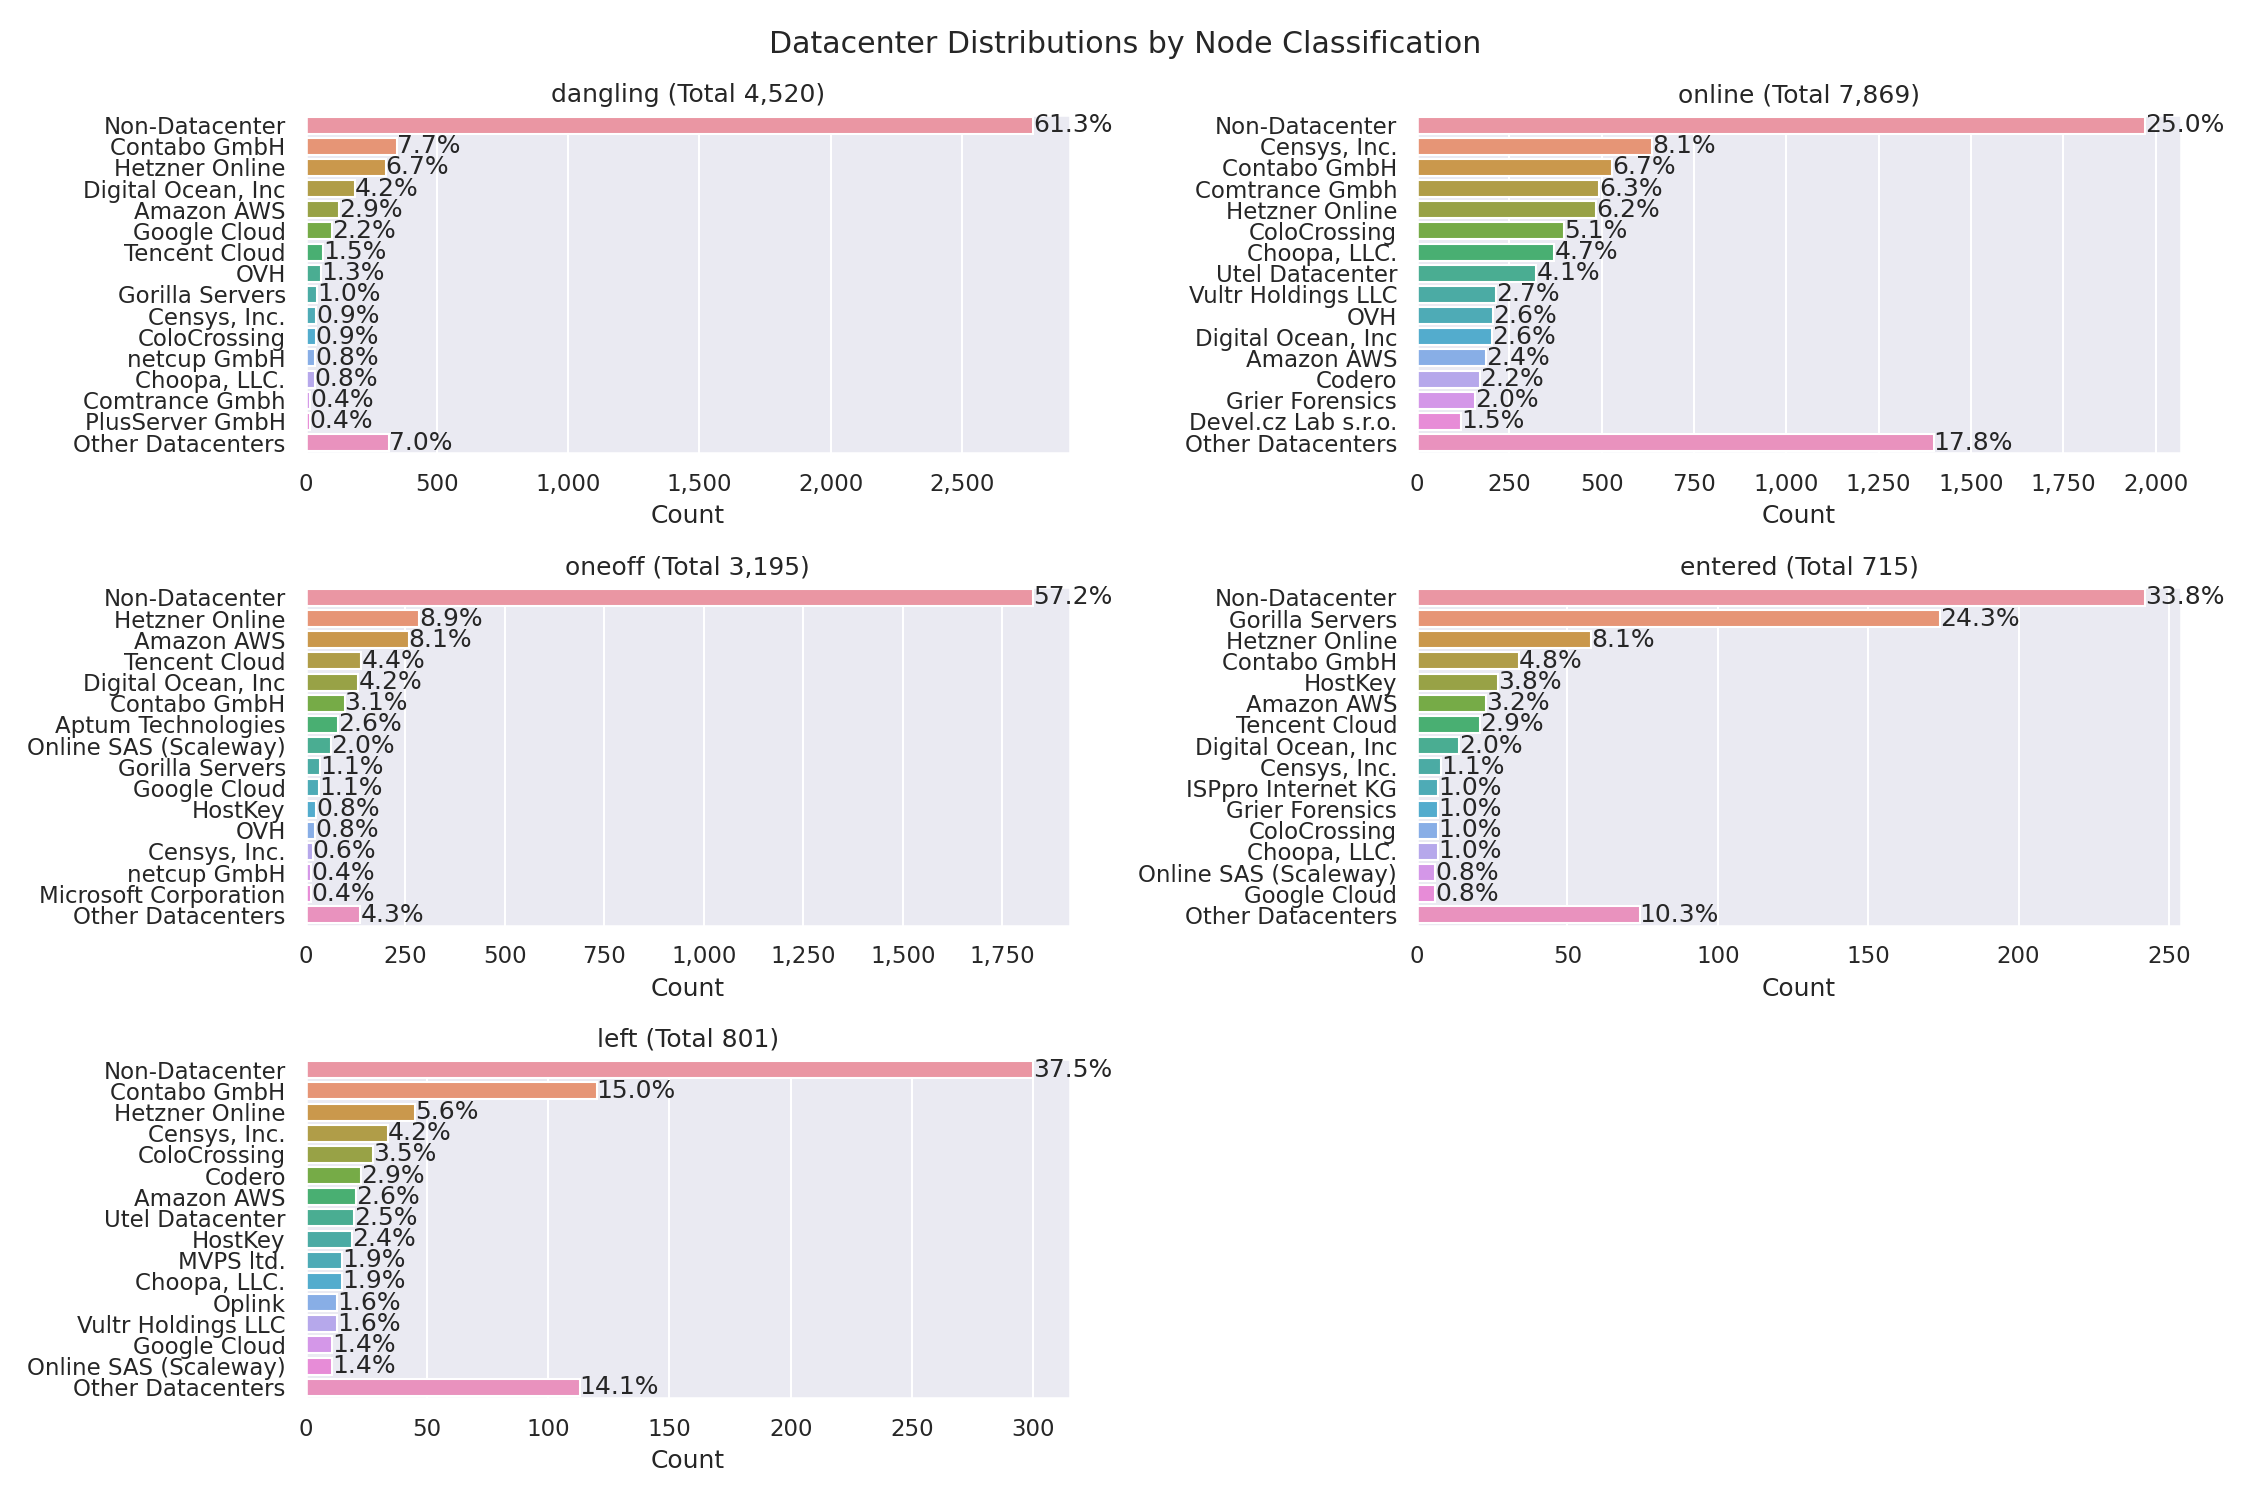 Datacenter Distributions by Node Classification
dangling (Total 4,520)
Non-Datacenter 61.3%
Contabo GmbH 7.7%
Hetzner Online 6.7%
Digital Ocean, Inc 4.2%
Amazon AWS 2.9%
Google Cloud 2.2%
Tencent Cloud 1.5%
OVH 1.3%
Gorilla Servers 1.0%
Censys, Inc. 0.9%
ColoCrossing 0.9%
netcup GmbH 0.8%
Choopa, LLC. 0.8%
Comtrance Gmbh 0.4%
PlusServer GmbH 0.4%
Other Datacenters 7.0%
0 500 1,000 1,500 2,000 2,500
Count
online (Total 7,869)
Non-Datacenter 25.0%
Censys, Inc. 8.1%
Contabo GmbH 6.7%
Comtrance Gmbh 6.3%
Hetzner Online 6.2%
ColoCrossing 5.1%
Choopa, LLC. 4.7%
Utel Datacenter 4.1%
Vultr Holdings LLC 2.7%
OVH 2.6%
Digital Ocean, Inc 2.6%
Amazon AWS 2.4%
Codero 2.2%
Grier Forensics 2.0%
Devel.cz Lab s.r.o. 1.5%
Other Datacenters 17.8%
0 250 500 750 1,000 1,250 1,500 1,750 2,000
Count
oneoff (Total 3,195)
Non-Datacenter 57.2%
Hetzner Online 8.9%
Amazon AWS 8.1%
Tencent Cloud 4.4%
Digital Ocean, Inc 4.2%
Contabo GmbH 3.1%
Aptum Technologies 2.6%
Online SAS (Scaleway) 2.0%
Gorilla Servers 1.1%
Google Cloud 1.1%
HostKey 0.8%
OVH 0.8%
Censys, Inc. 0.6%
netcup GmbH 0.4%
Microsoft Corporation 0.4%
Other Datacenters 4.3%
0 250 500 750 1,000 1,250 1,500 1,750
Count
entered (Total 715)
Non-Datacenter 33.8%
Gorilla Servers 24.3%
Hetzner Online 8.1%
Contabo GmbH 4.8%
HostKey 3.8%
Amazon AWS 3.2%
Tencent Cloud 2.9%
Digital Ocean, Inc 2.0%
Censys, Inc. 1.1%
ISPpro Internet KG 1.0%
Grier Forensics 1.0%
ColoCrossing 1.0%
Choopa, LLC. 1.0%
Online SAS (Scaleway) 0.8%
Google Cloud 0.8%
Other Datacenters 10.3%
0 50 100 150 200 250
Count
left (Total 801)
Non-Datacenter 37.5%
Contabo GmbH 15.0%
Hetzner Online 5.6%
Censys, Inc. 4.2%
ColoCrossing 3.5%
Codero 2.9%
Amazon AWS 2.6%
Utel Datacenter 2.5%
HostKey 2.4%
MVPS ltd. 1.9%
Choopa, LLC. 1.9%
Oplink 1.6%
Vultr Holdings LLC 1.6%
Google Cloud 1.4%
Online SAS (Scaleway) 1.4%
Other Datacenters 14.1%
0 50 100 150 200 250 300
Count